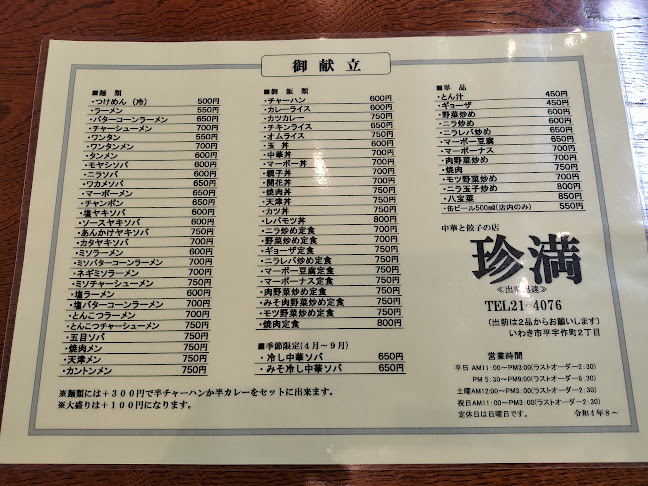 御献立
■麺類
・つけめん（冷） 500円
・ラーメン 550円
・バターコーンラーメン 650円
・チャーシューメン 700円
・ワンタン 550円
・ワンタンメン 700円
・タンメン 600円
・モヤシソバ 650円
・ニラソバ 600円
・ワカメソバ 650円
・マーボーメン 650円
・チャンポン 650円
・塩ヤキソバ 600円
・ソースヤキソバ 600円
・あんかけヤキソバ 750円
・カタヤキソバ 700円
・ミソラーメン 600円
・ミソバターコーンラーメン 700円
・ネギミソラーメン 700円
・ミソチャーシューメン 750円
・塩ラーメン 600円
・塩バターコーンラーメン 700円
・とんこつラーメン 700円
・とんこつチャーシューメン 750円
・五目ソバ 750円
・焼肉メン 750円
・天津メン 750円
・カントンメン 750円
■御飯類
・チャーハン 600円
・カレーライス 600円
・カツカレー 750円
・チキンライス 650円
・オムライス 750円
・玉丼 600円
・中華丼 700円
・マーボー丼 700円
・親子丼 700円
・開花丼 700円
・焼肉丼 750円
・天津丼 750円
・カツ丼 750円
・レバモツ丼 800円
・ニラ炒め定食 700円
・野菜炒め定食 700円
・ギョーザ定食 750円
・ニラレバ炒め定食 750円
・マーボー豆腐定食 750円
・マーボーナス定食 750円
・肉野菜炒め定食 750円
・みそ肉野菜炒め定食 750円
・モツ野菜炒め定食 750円
・焼肉定食 800円
■季節限定（４月～９月）
・冷し中華ソバ 650円
・みそ冷し中華ソバ 650円
■単品
・とん汁 450円
・ギョーザ 450円
・野菜炒め 600円
・ニラ炒め 600円
・ニラレバ炒め 650円
・マーボー豆腐 650円
・マーボーナス 700円
・肉野菜炒め 700円
・焼肉 750円
・モツ野菜炒め 700円
・ニラ玉子炒め 800円
・八宝菜 850円
・缶ビール500㎖（店内のみ） 550円
中華と餃子の店
珍満
≪出前迅速≫
TEL21-4076
（出前は２品からお願いします）
いわき市平字作町２丁目
営業時間
平日 AM11:00～PM3:00(ラストオーダー2:30)
PM 5:30～PM9:00(ラストオーダー8:30)
土曜AM12:00～PM3:00(ラストオーダー2:30)
祝日AM11:00～PM3:00(ラストオーダー2:30)
定休日は日曜日です。 令和４年８～
※麺類には＋３００円で半チャーハンか半カレーをセットに出来ます。
※大盛りは＋１００円になります。